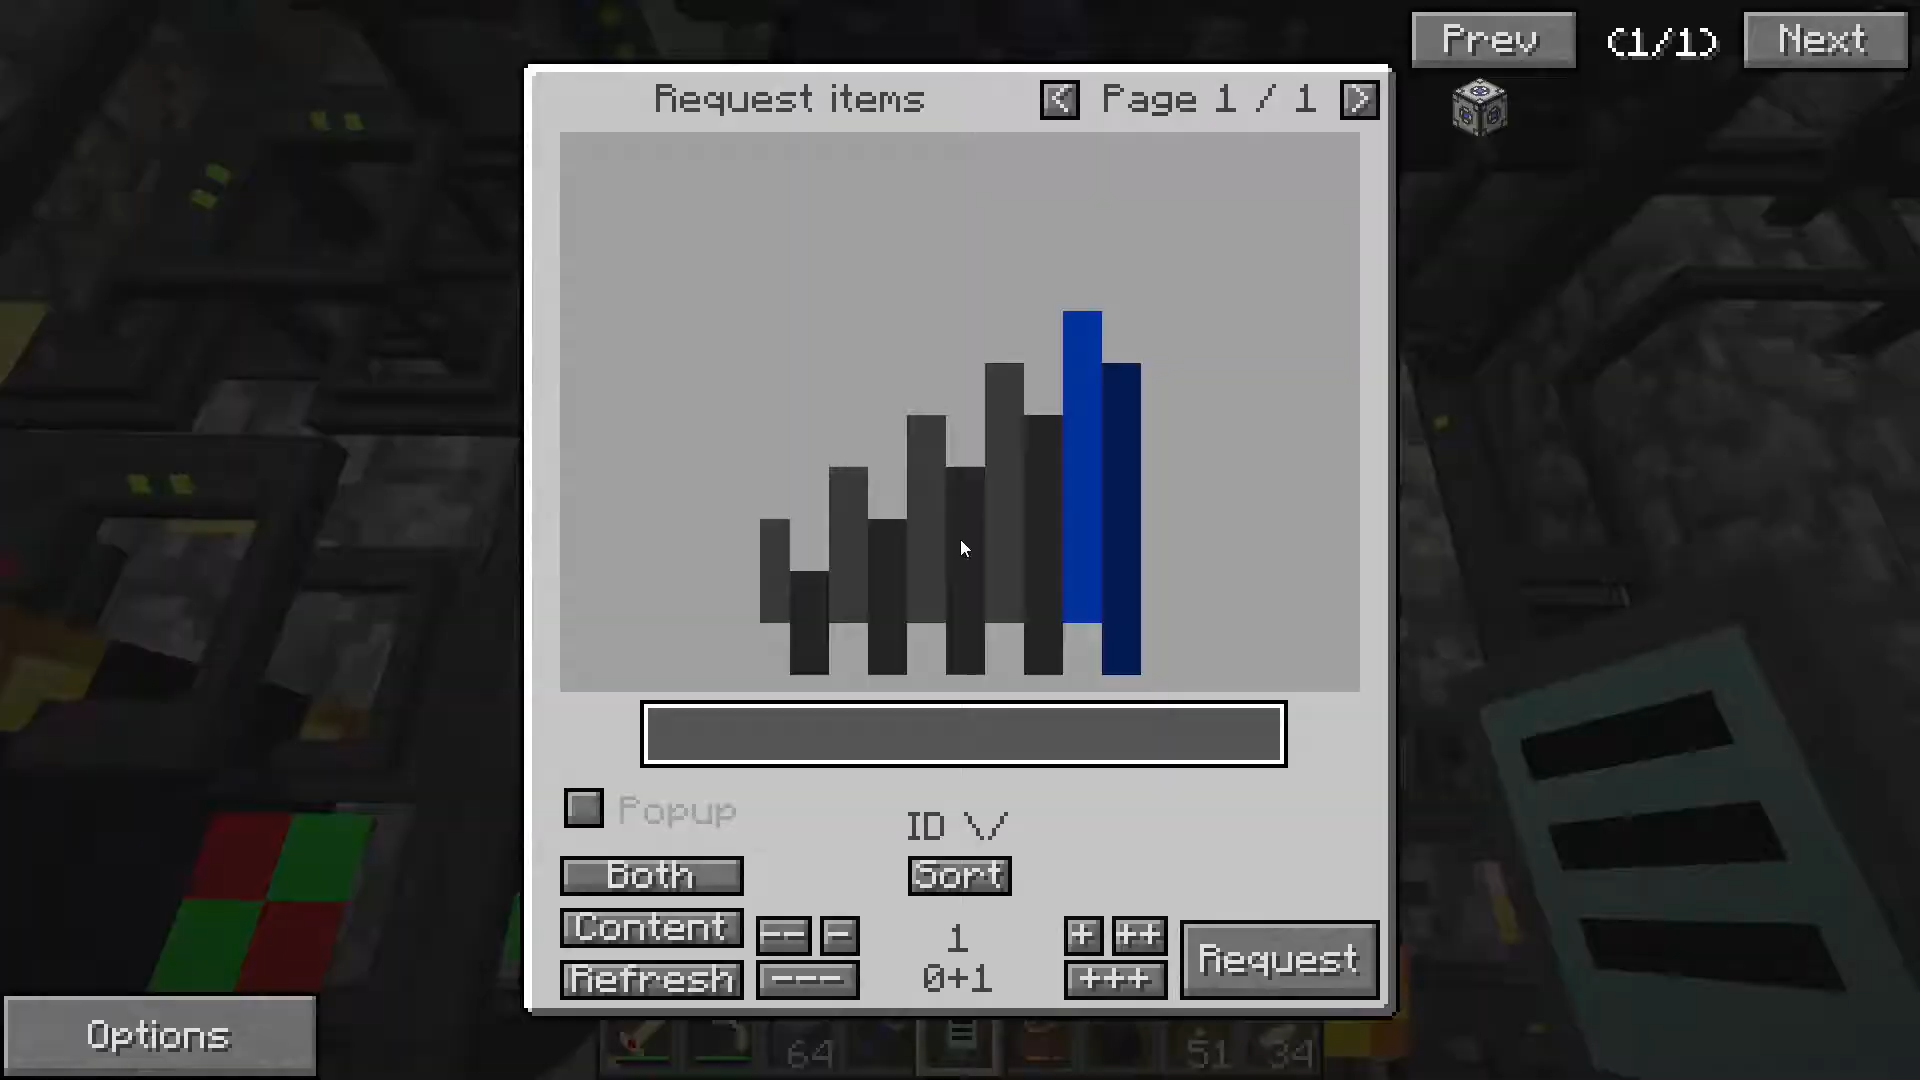 Prev (1/1) Next
Request items < Page 1 / 1 >
Popup
ID \/
Both Sort
Content -- - 1 + ++ Request
Refresh --- 0+1 +++
Options
64 51 34